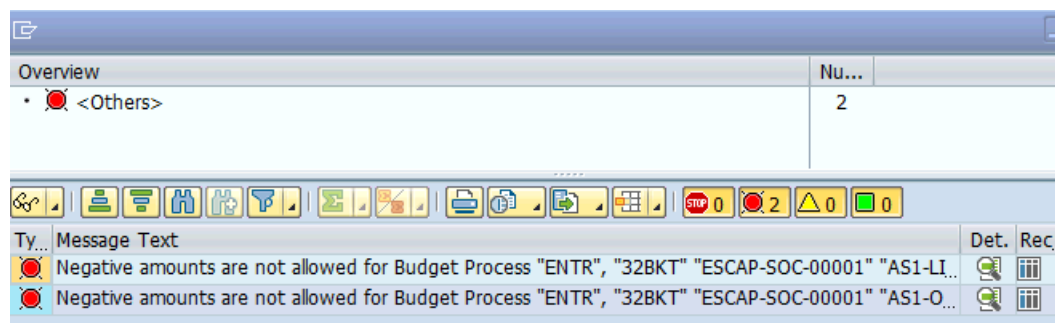 Overview
Nu...
<Others>
2
STOP 0 2 0 0
Ty... Message Text Det. Rec
Negative amounts are not allowed for Budget Process "ENTR", "32BKT" "ESCAP-SOC-00001" "AS1-LI...
Negative amounts are not allowed for Budget Process "ENTR", "32BKT" "ESCAP-SOC-00001" "AS1-O...